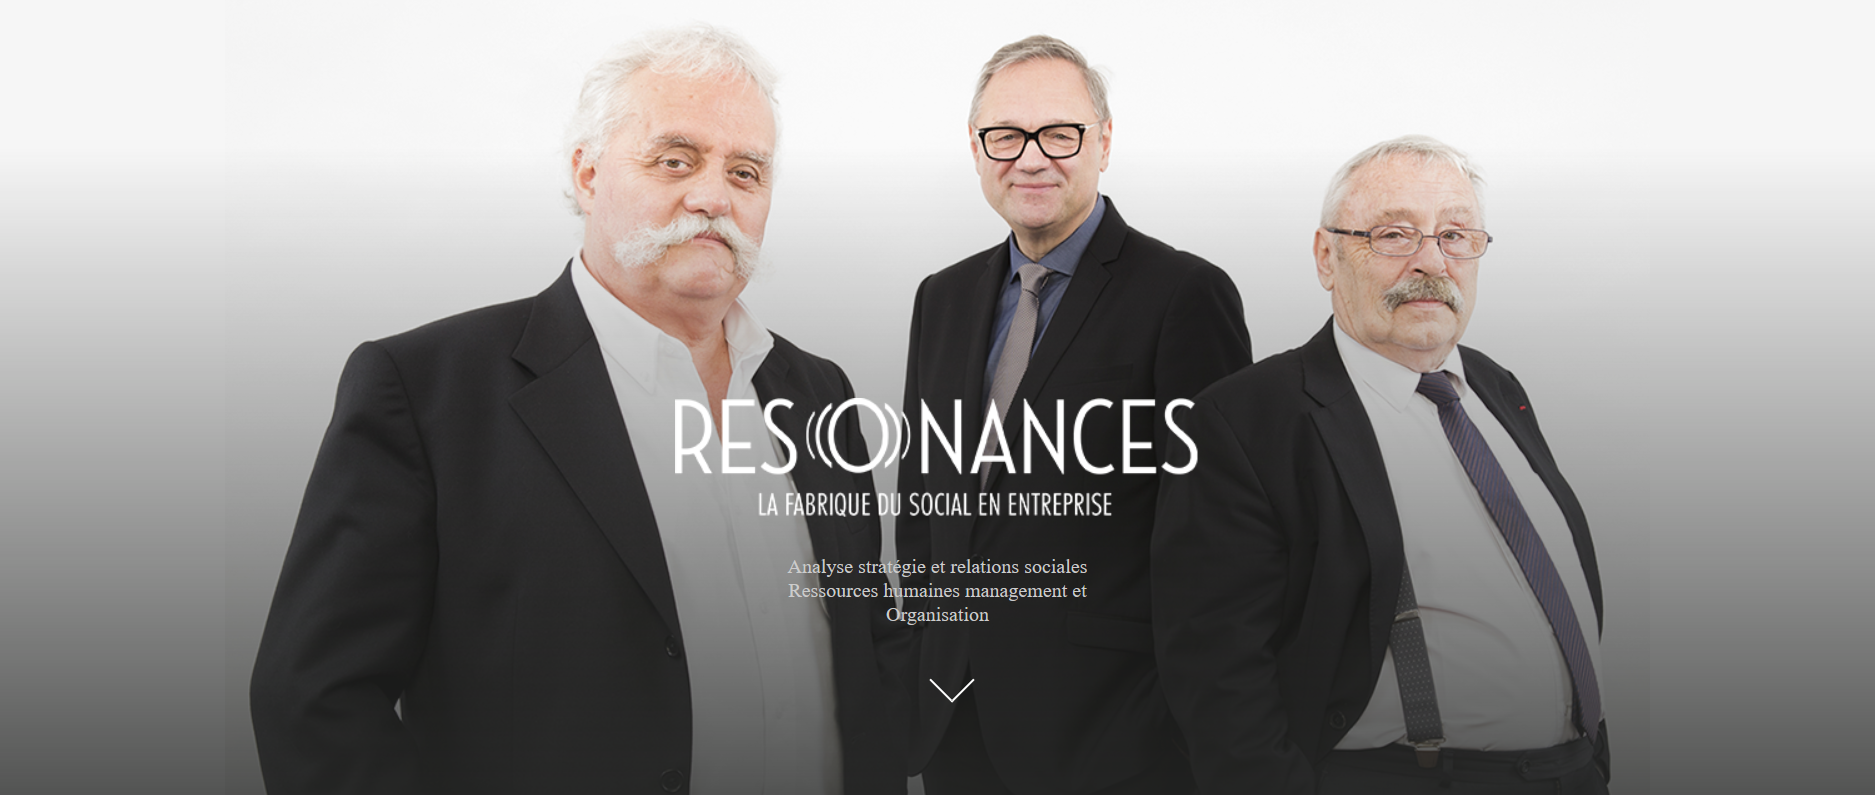 RESONANCES
LA FABRIQUE DU SOCIAL EN ENTREPRISE
Analyse stratégie et relations sociales
Ressources humaines management et
Organisation